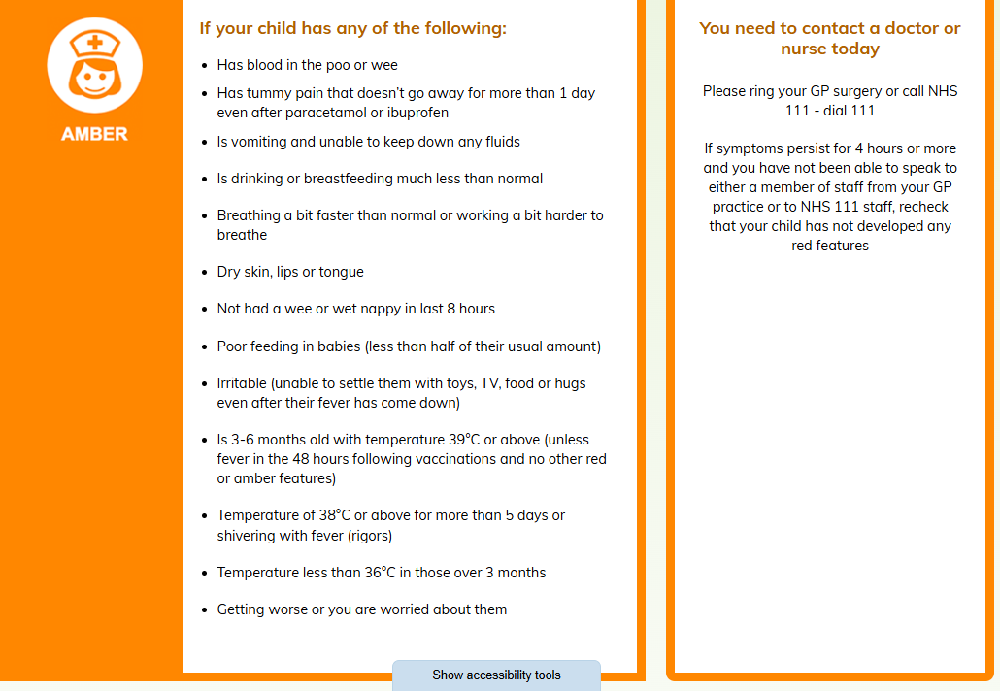 AMBER
If your child has any of the following:
• Has blood in the poo or wee
• Has tummy pain that doesn't go away for more than 1 day
even after paracetamol or ibuprofen
• Is vomiting and unable to keep down any fluids
• Is drinking or breastfeeding much less than normal
• Breathing a bit faster than normal or working a bit harder to
breathe
• Dry skin, lips or tongue
• Not had a wee or wet nappy in last 8 hours
• Poor feeding in babies (less than half of their usual amount)
• Irritable (unable to settle them with toys, TV, food or hugs
even after their fever has come down)
• Is 3-6 months old with temperature 39°C or above (unless
fever in the 48 hours following vaccinations and no other red
or amber features)
• Temperature of 38°C or above for more than 5 days or
shivering with fever (rigors)
• Temperature less than 36°C in those over 3 months
• Getting worse or you are worried about them
You need to contact a doctor or
nurse today
Please ring your GP surgery or call NHS
111 - dial 111
If symptoms persist for 4 hours or more
and you have not been able to speak to
either a member of staff from your GP
practice or to NHS 111 staff, recheck
that your child has not developed any
red features
Show accessibility tools